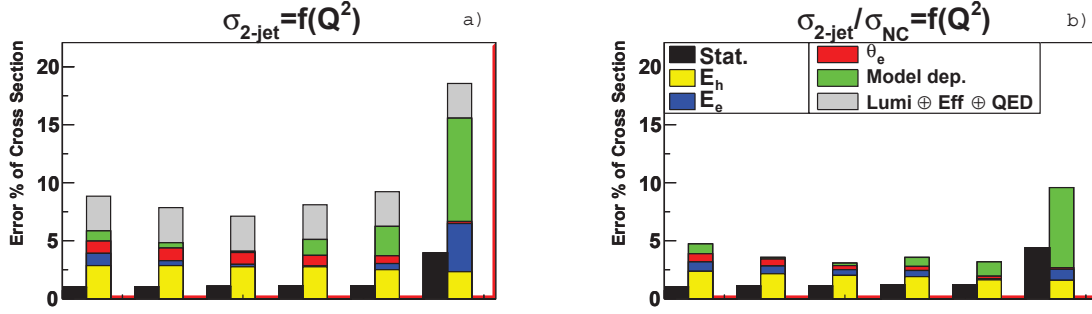 σ2-jet=f(Q²)
a)
Error % of Cross Section
20
15
10
5
0
σ2-jet/σNC=f(Q²)
b)
Error % of Cross Section
20
15
10
5
0
Stat.
Eh
Ee
θe
Model dep.
Lumi ⊕ Eff ⊕ QED